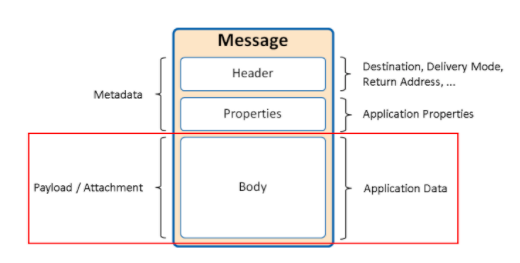 Message
Header
Destination, Delivery Mode,
Return Address, ...
Metadata
Properties
Application Properties
Payload / Attachment
Body
Application Data